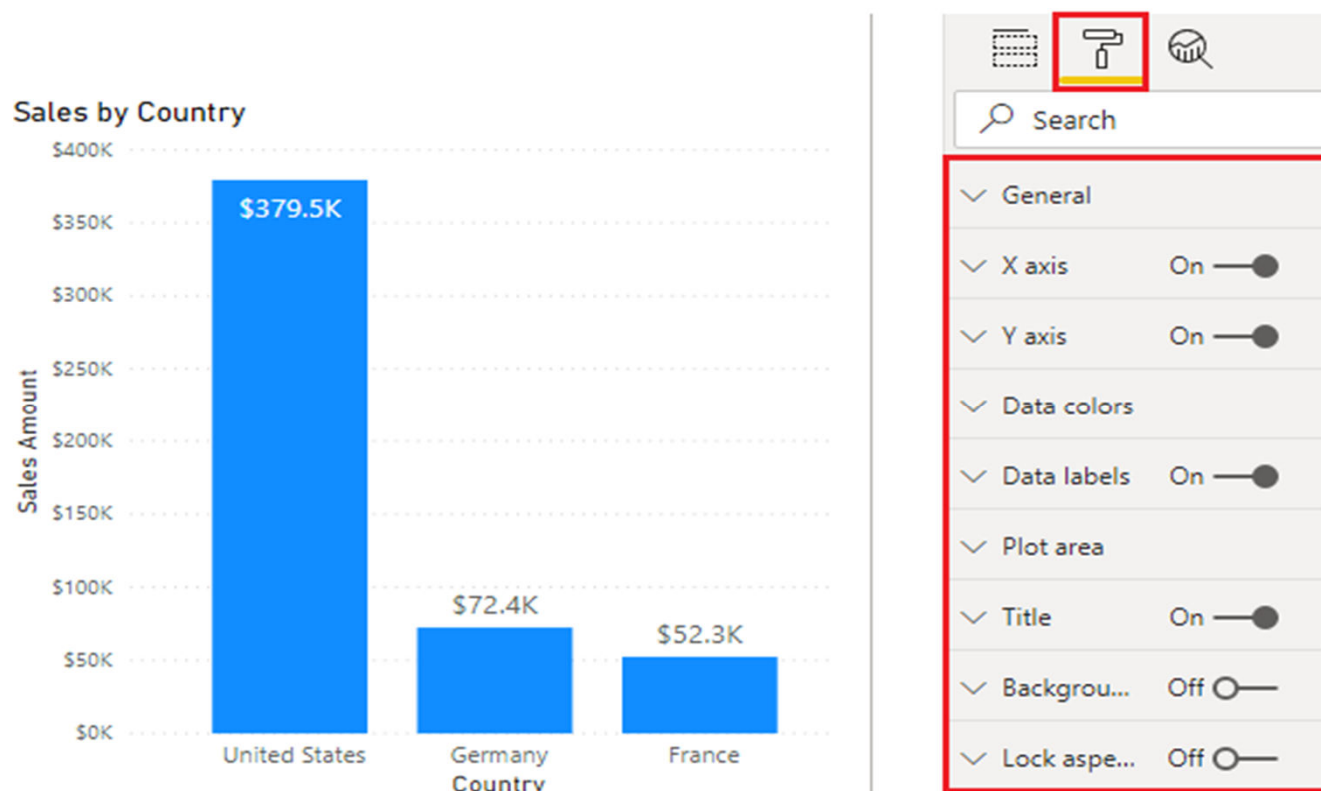 Sales by Country
$400K
$350K
$300K
$250K
$200K
$150K
$100K
$50K
$0K
Sales Amount
$379.5K
$72.4K
$52.3K
United States
Germany
France
Country
Search
General
X axis On
Y axis On
Data colors
Data labels On
Plot area
Title On
Backgrou... Off
Lock aspe... Off